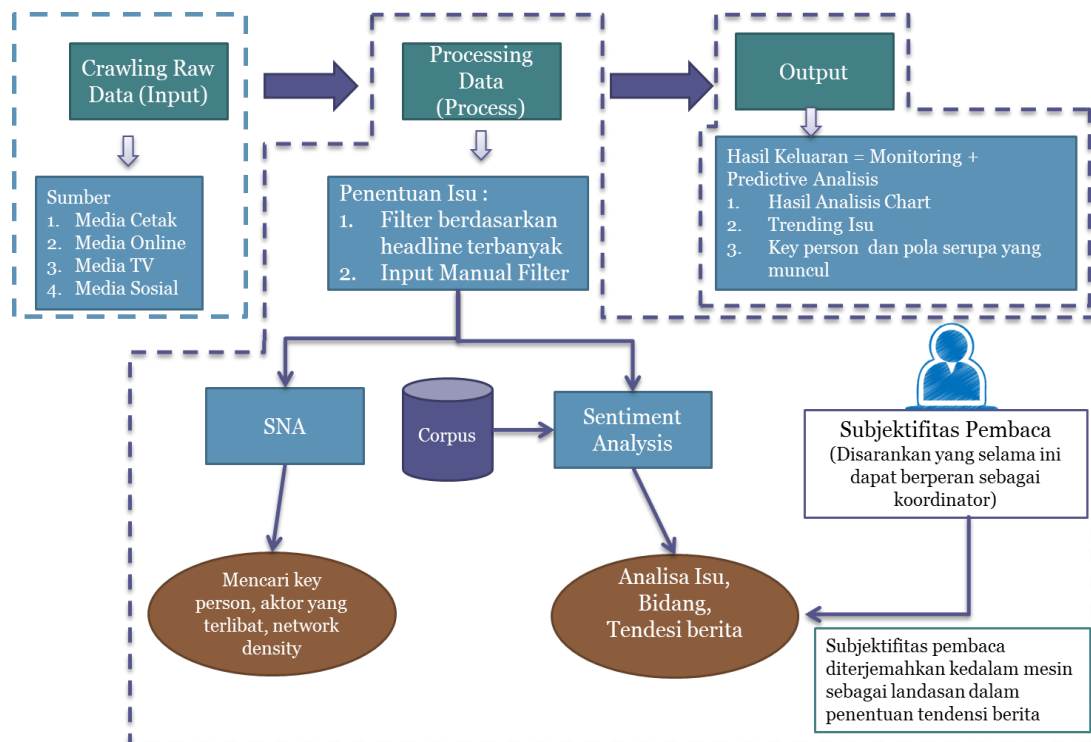 Crawling Raw
Data (Input)
Processing
Data
(Process)
Output
Sumber
1. Media Cetak
2. Media Online
3. Media TV
4. Media Sosial
Penentuan Isu :
1. Filter berdasarkan
headline terbanyak
2. Input Manual Filter
Hasil Keluaran = Monitoring +
Predictive Analisis
1. Hasil Analisis Chart
2. Trending Isu
3. Key person dan pola serupa yang
muncul
SNA
Corpus
Sentiment
Analysis
Subjektifitas Pembaca
(Disarankan yang selama ini
dapat berperan sebagai
koordinator)
Mencari key
person, aktor yang
terlibat, network
density
Analisa Isu,
Bidang,
Tendesi berita
Subjektifitas pembaca
diterjemahkan kedalam mesin
sebagai landasan dalam
penentuan tendensi berita